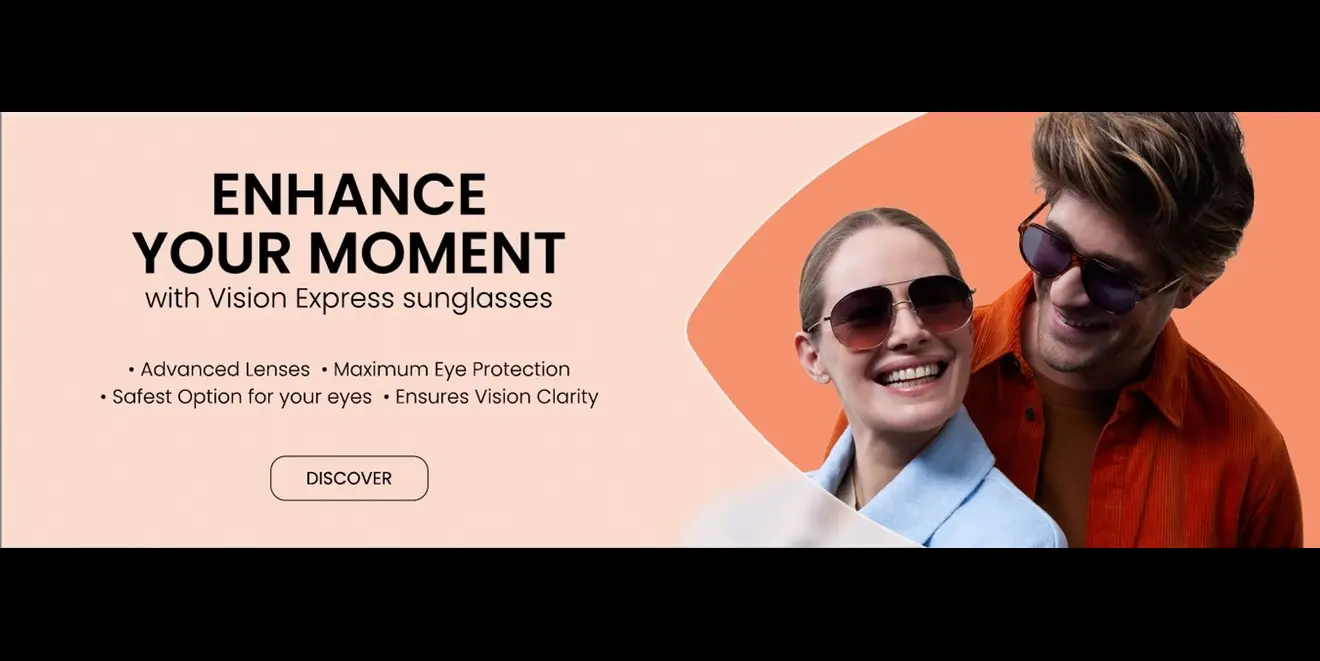 ENHANCE
YOUR MOMENT
with Vision Express sunglasses
• Advanced Lenses • Maximum Eye Protection
• Safest Option for your eyes • Ensures Vision Clarity
DISCOVER